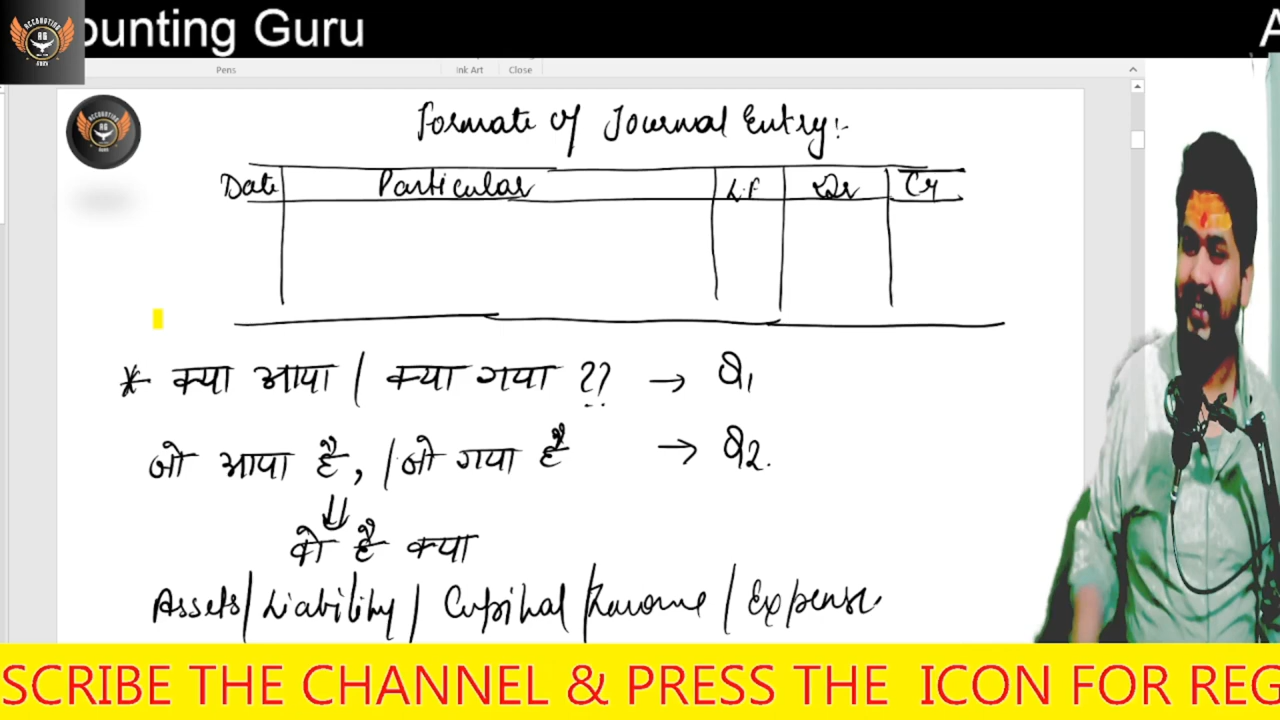 ounting Guru
A
Pens
Ink Art
Close
Formate of Journal Entry:-
Date Particular L.F Dr Cr
* क्या आया / क्या गया ?? → Q1
जो आया है, / जो गया है → Q2.
वो है क्या
Assets/ Liability/ Capital / Revenue / Expense
SCRIBE THE CHANNEL & PRESS THE ICON FOR REG